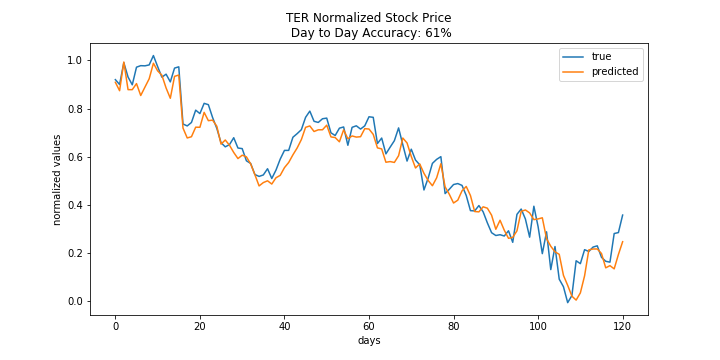 TER Normalized Stock Price
Day to Day Accuracy: 61%
true
predicted
normalized values
1.0
0.8
0.6
0.4
0.2
0.0
0 20 40 60 80 100 120
days